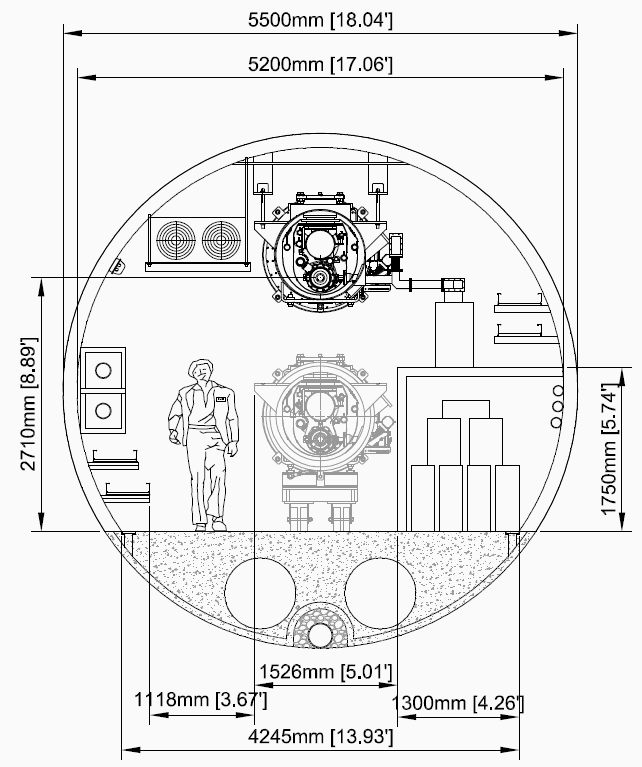 5500mm [18.04']
5200mm [17.06']
2710mm [8.89']
1750mm [5.74']
1526mm [5.01']
1118mm [3.67']
1300mm [4.26']
4245mm [13.93']